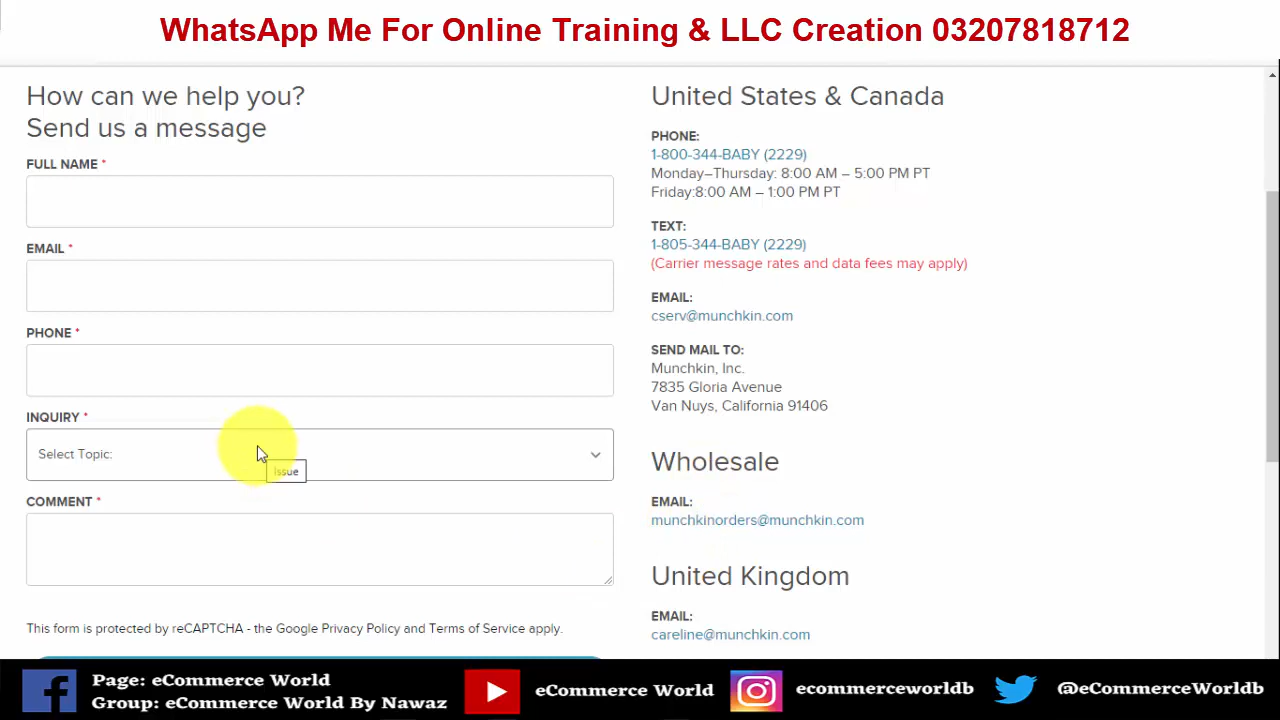 WhatsApp Me For Online Training & LLC Creation 03207818712
How can we help you?
Send us a message
FULL NAME *
EMAIL *
PHONE *
INQUIRY *
Select Topic:
Issue
COMMENT *
This form is protected by reCAPTCHA - the Google Privacy Policy and Terms of Service apply.
United States & Canada
PHONE:
1-800-344-BABY (2229)
Monday–Thursday: 8:00 AM – 5:00 PM PT
Friday:8:00 AM – 1:00 PM PT
TEXT:
1-805-344-BABY (2229)
(Carrier message rates and data fees may apply)
EMAIL:
cserv@munchkin.com
SEND MAIL TO:
Munchkin, Inc.
7835 Gloria Avenue
Van Nuys, California 91406
Wholesale
EMAIL:
munchkinorders@munchkin.com
United Kingdom
EMAIL:
careline@munchkin.com
Page: eCommerce World
Group: eCommerce World By Nawaz
eCommerce World
ecommerceworldb
@eCommerceWorldb